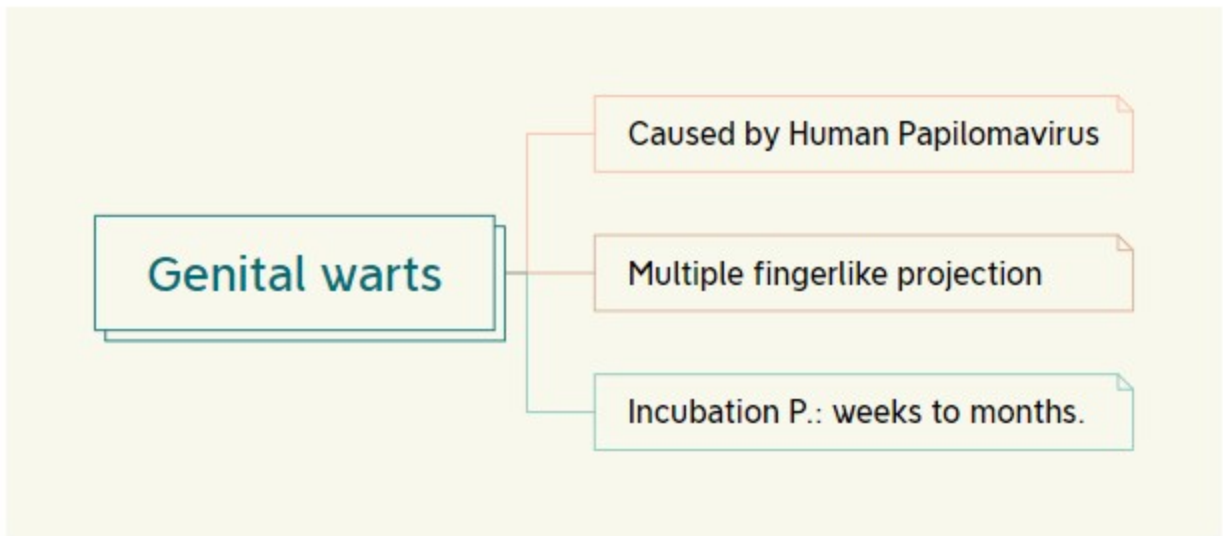 Genital warts
Caused by Human Papilomavirus
Multiple fingerlike projection
Incubation P.: weeks to months.